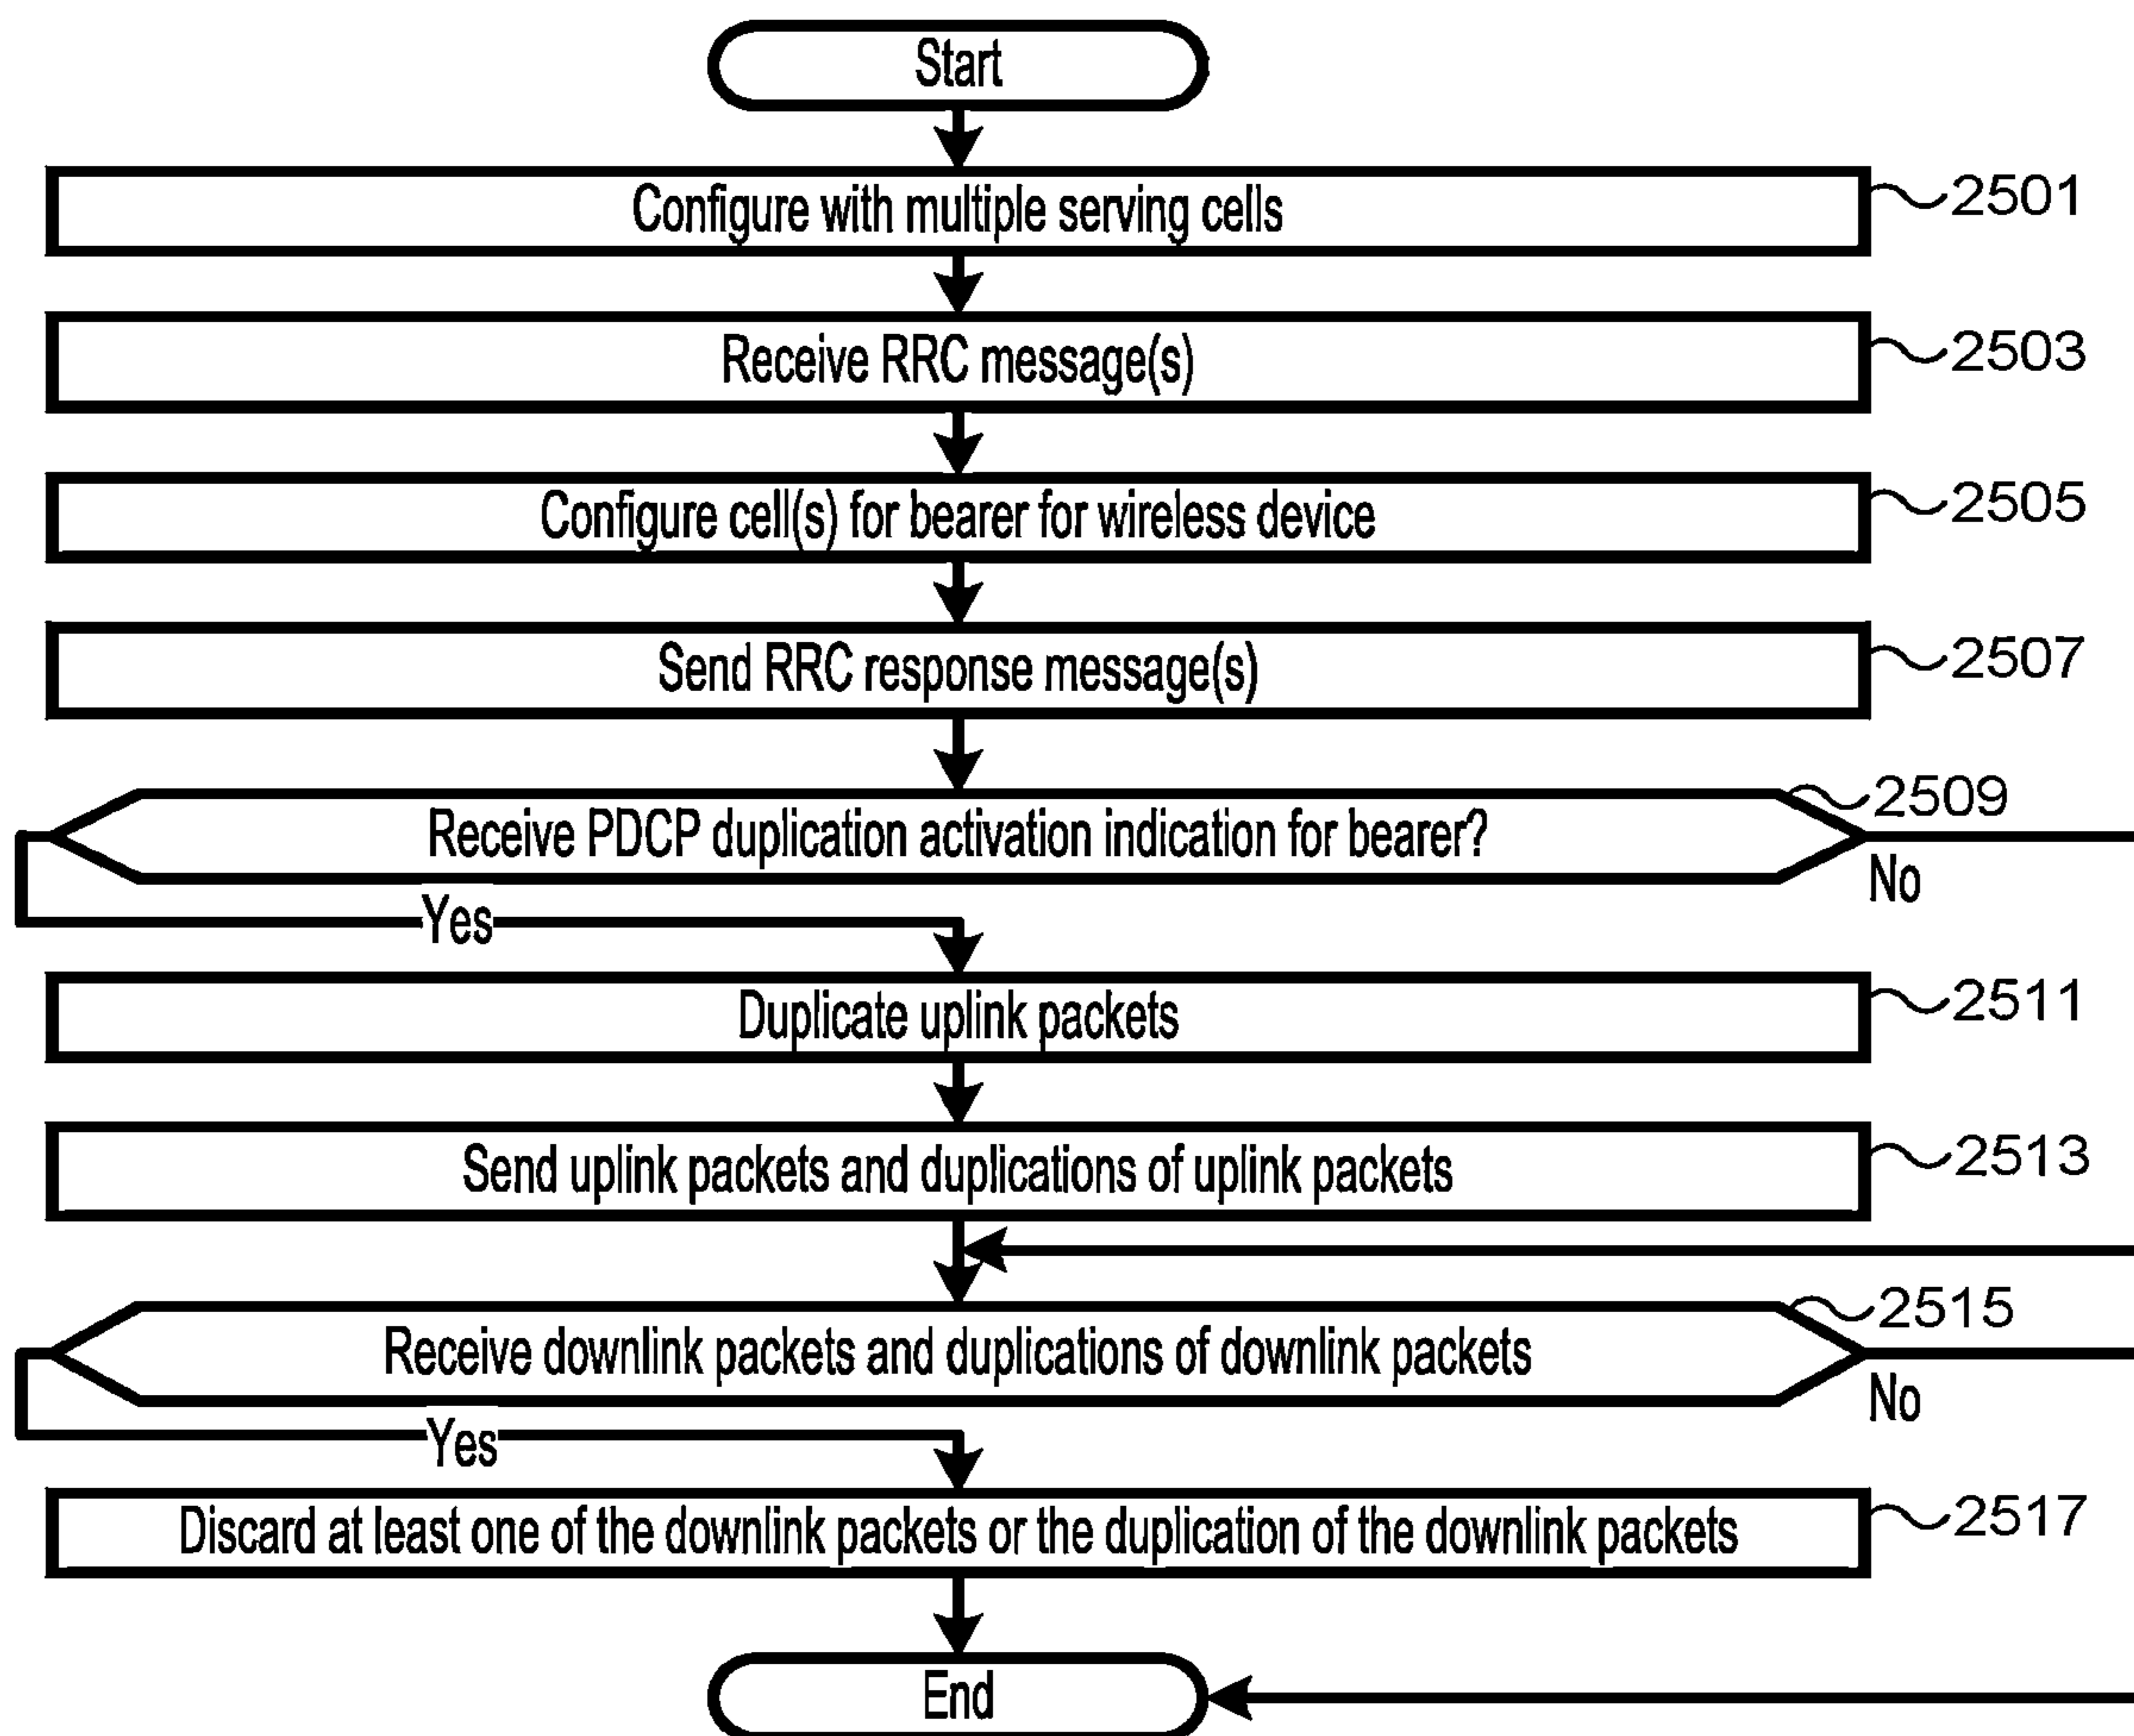 Start
Configure with multiple serving cells
2501
Receive RRC message(s)
2503
Configure cell(s) for bearer for wireless device
2505
Send RRC response message(s)
2507
Receive PDCP duplication activation indication for bearer?
2509
No
Yes
Duplicate uplink packets
2511
Send uplink packets and duplications of uplink packets
2513
Receive downlink packets and duplications of downlink packets
2515
No
Yes
Discard at least one of the downlink packets or the duplication of the downlink packets
2517
End